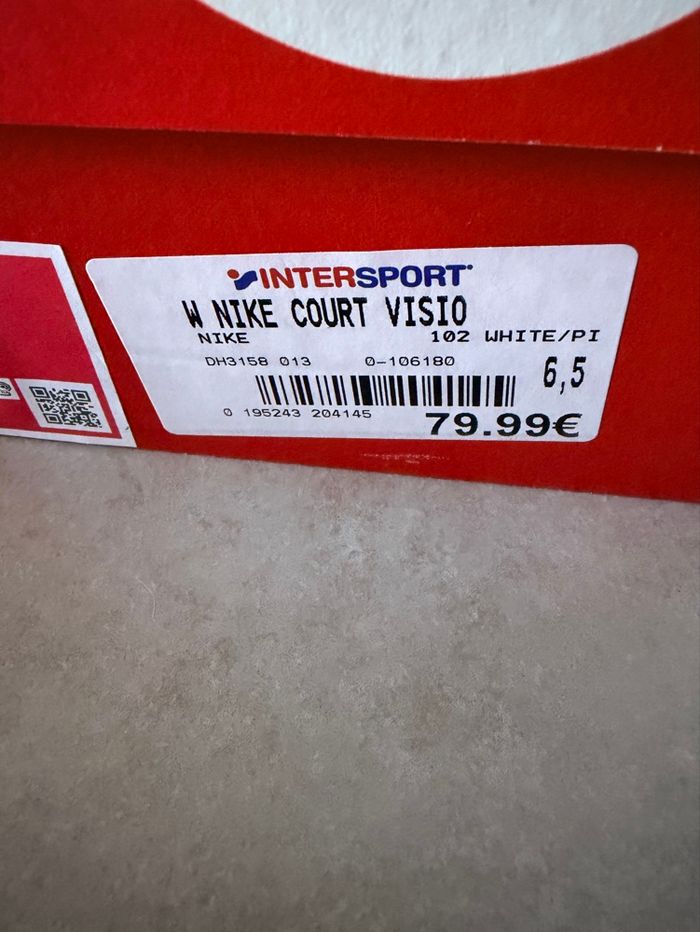 INTERSPORT
W NIKE COURT VISIO
NIKE 102 WHITE/PI
DH3158 013 0-106180 6,5
0 195243 204145 79.99€